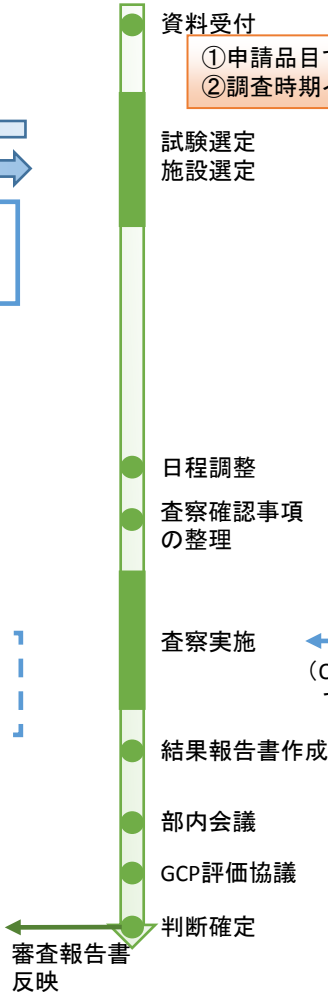 資料受付
①申請品目
②調査時期
試験選定
施設選定
日程調整
査察確認事項
の整理
査察実施
結果報告書作成
部内会議
GCP評価協議
判断確定
審査報告書
反映